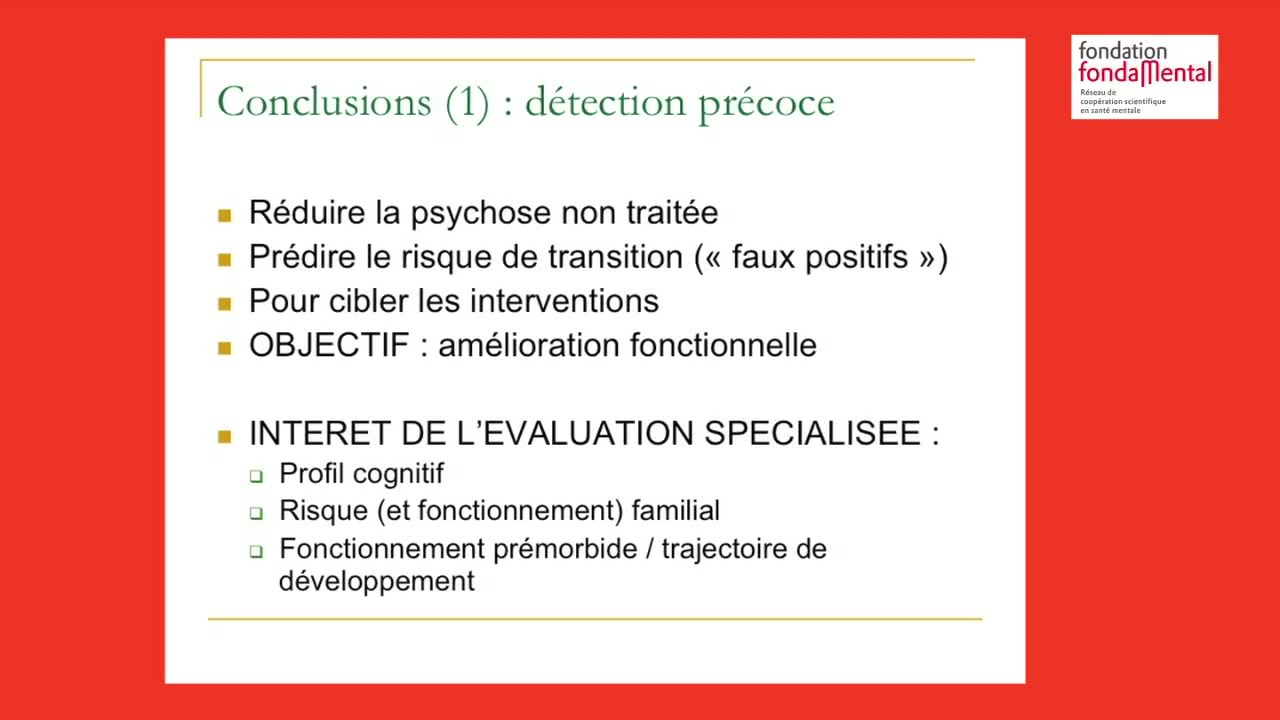 Conclusions (1) : détection précoce
Réduire la psychose non traitée
Prédire le risque de transition (« faux positifs »)
Pour cibler les interventions
OBJECTIF : amélioration fonctionnelle
INTERET DE L’EVALUATION SPECIALISEE :
Profil cognitif
Risque (et fonctionnement) familial
Fonctionnement prémorbide / trajectoire de
développement
fondation
fondaMental
Réseau de
coopération scientifique
en santé mentale